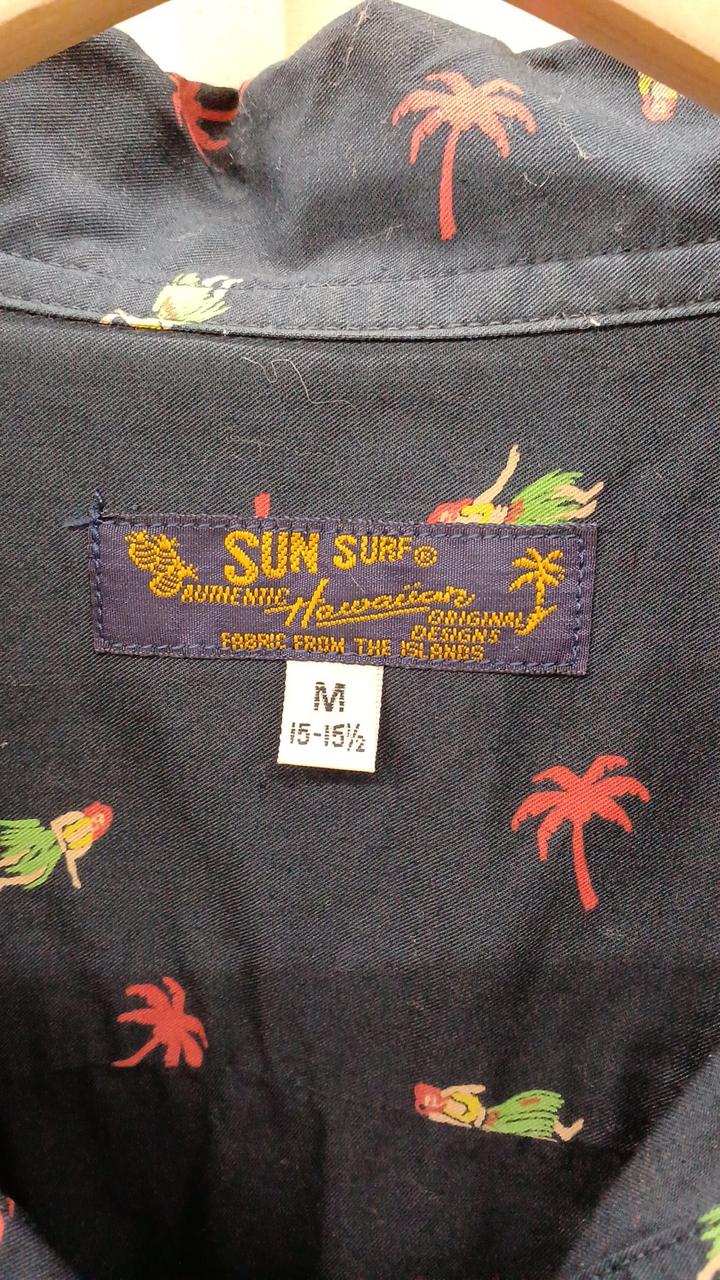 SUN SURF®
AUTHENTIC Hawaiian ORIGINAL
DESIGNS
FABRIC FROM THE ISLANDS
M
15-15½